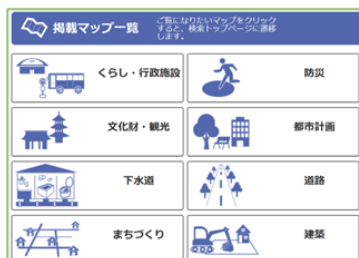 掲載マップ一覧
ご覧になりたいマップをクリック
すると、検索トップページに遷移
します。
くらし・行政施設
防災
文化財・観光
都市計画
下水道
道路
まちづくり
建築